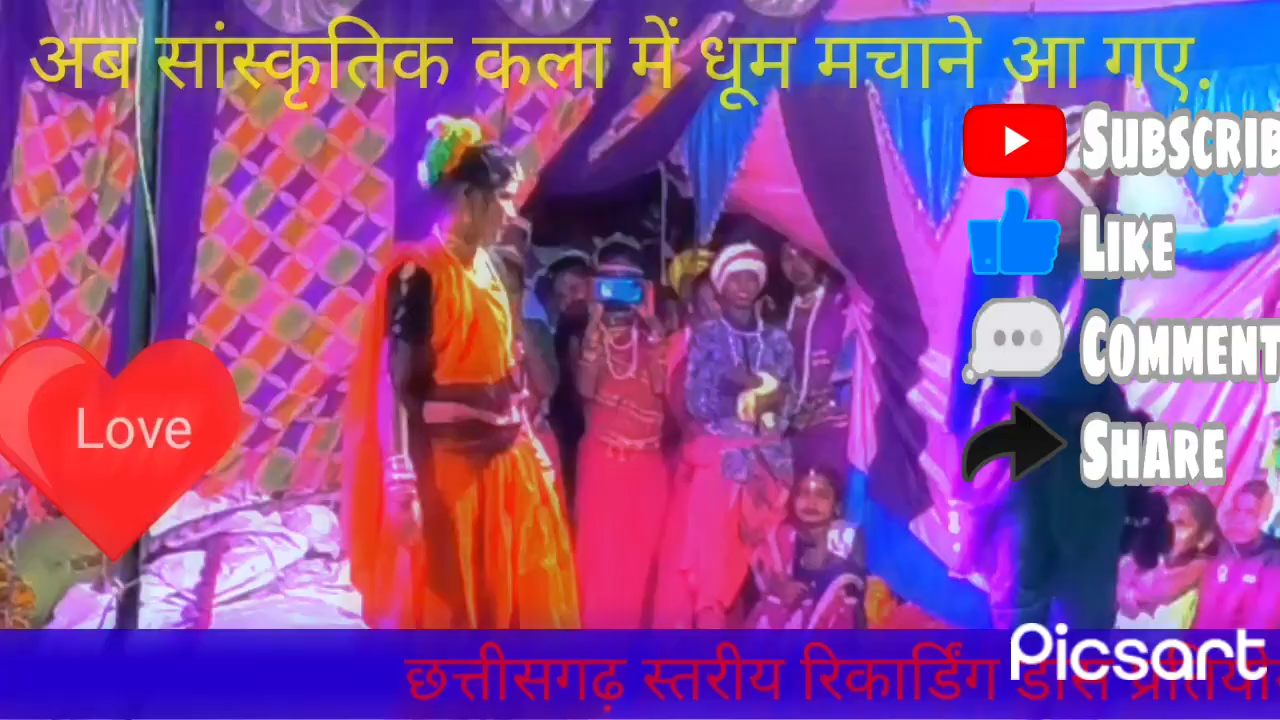 अब सांस्कृतिक कला में धूम मचाने आ गए.
SUBSCRIB
LIKE
COMMENT
SHARE
Love
Picsart
छत्तीसगढ़ स्तरीय रिकार्डिंग डांस